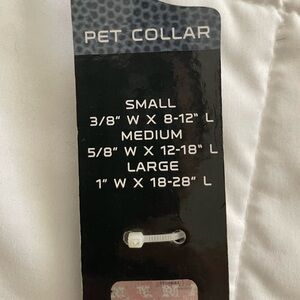 PET COLLAR
SMALL
3/8" W X 8-12" L
MEDIUM
5/8" W X 12-18" L
LARGE
1" W X 18-28" L